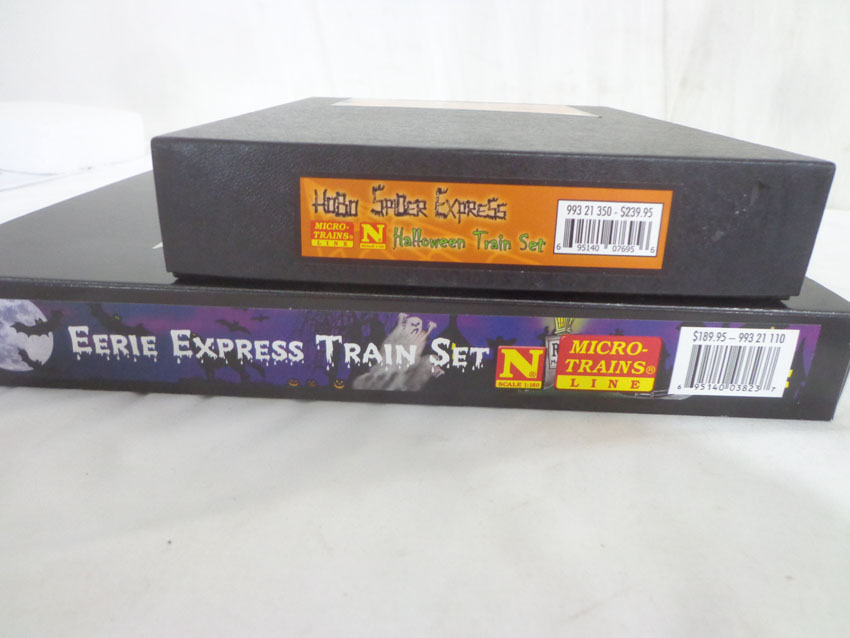 HOBO SPIDER EXPRESS
MICRO-
TRAINS®
LINE
N
Halloween Train Set
993 21 350 - $239.95
6 95140 07695 6
EERIE EXPRESS TRAIN SET
N®
SCALE 1:160
MICRO-
TRAINS®
LINE
$189.95 – 993 21 110
6 95140 03823 7